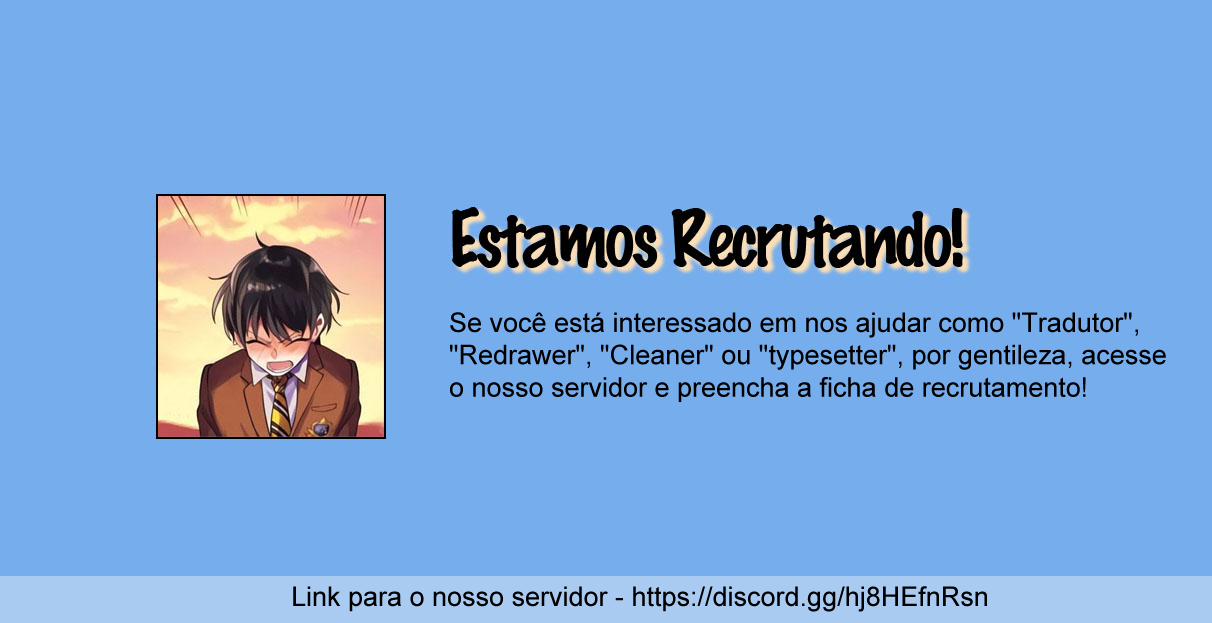 Estamos Recrutando!
Se você está interessado em nos ajudar como "Tradutor",
"Redrawer", "Cleaner" ou "typesetter", por gentileza, acesse
o nosso servidor e preencha a ficha de recrutamento!
Link para o nosso servidor - https://discord.gg/hj8HEfnRsn